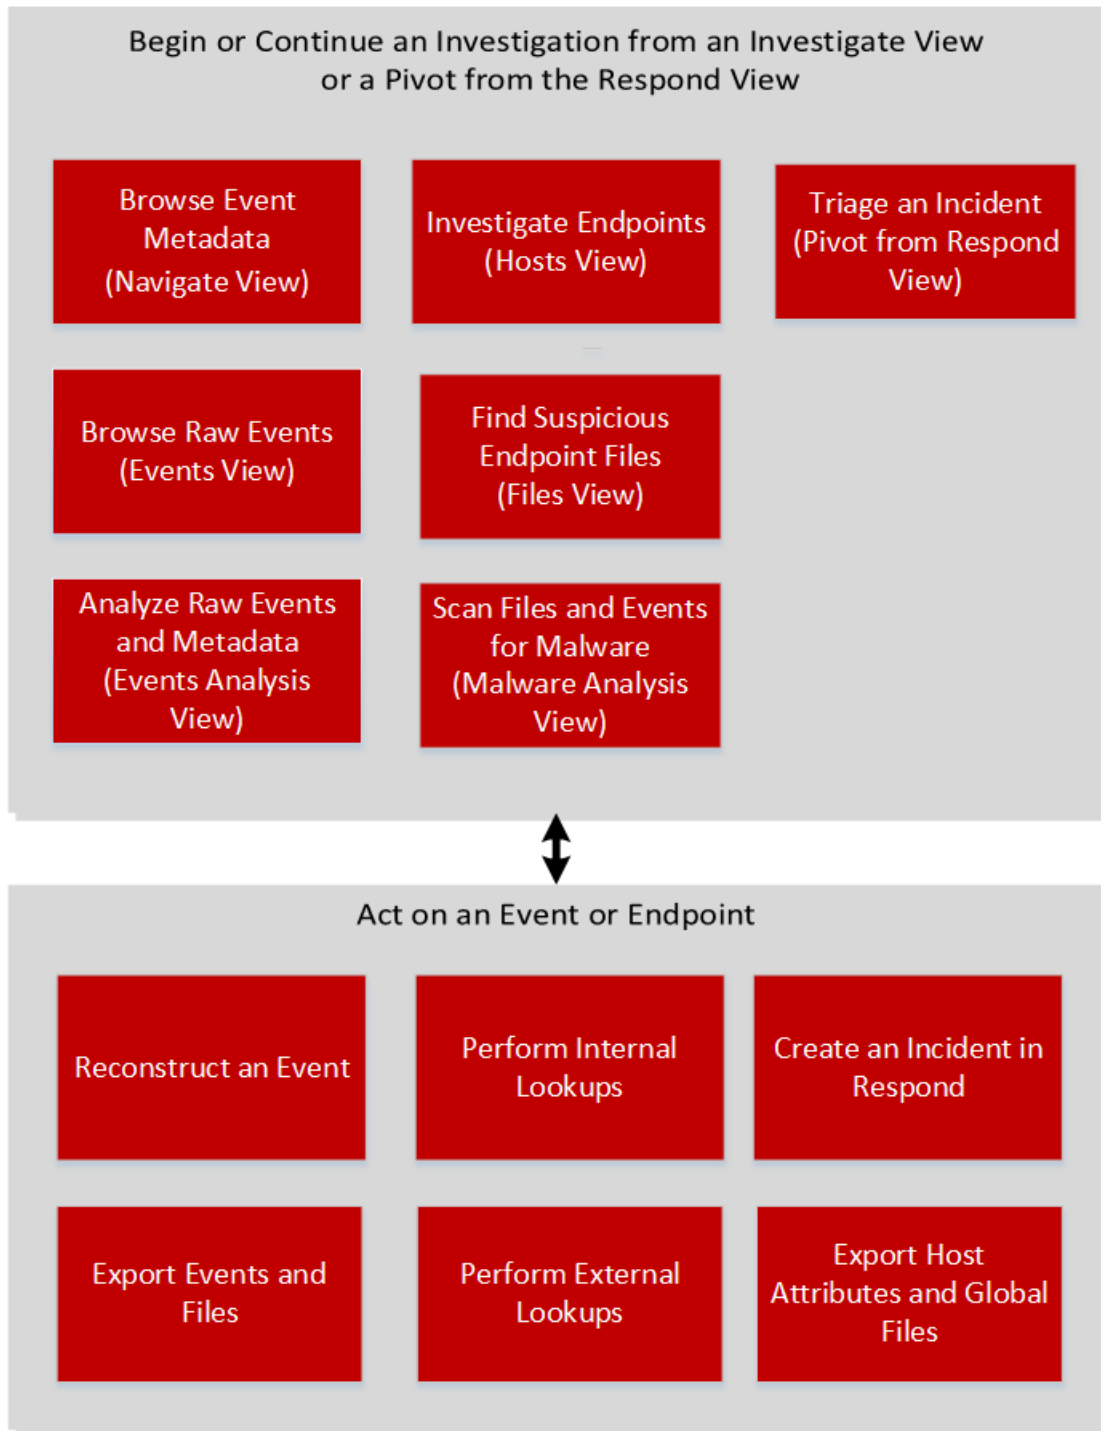 Begin or Continue an Investigation from an Investigate View
or a Pivot from the Respond View
Browse Event
Metadata
(Navigate View)
Investigate Endpoints
(Hosts View)
Triage an Incident
(Pivot from Respond
View)
Browse Raw Events
(Events View)
Find Suspicious
Endpoint Files
(Files View)
Analyze Raw Events
and Metadata
(Events Analysis
View)
Scan Files and Events
for Malware
(Malware Analysis
View)
Act on an Event or Endpoint
Reconstruct an Event
Perform Internal
Lookups
Create an Incident in
Respond
Export Events and
Files
Perform External
Lookups
Export Host
Attributes and Global
Files